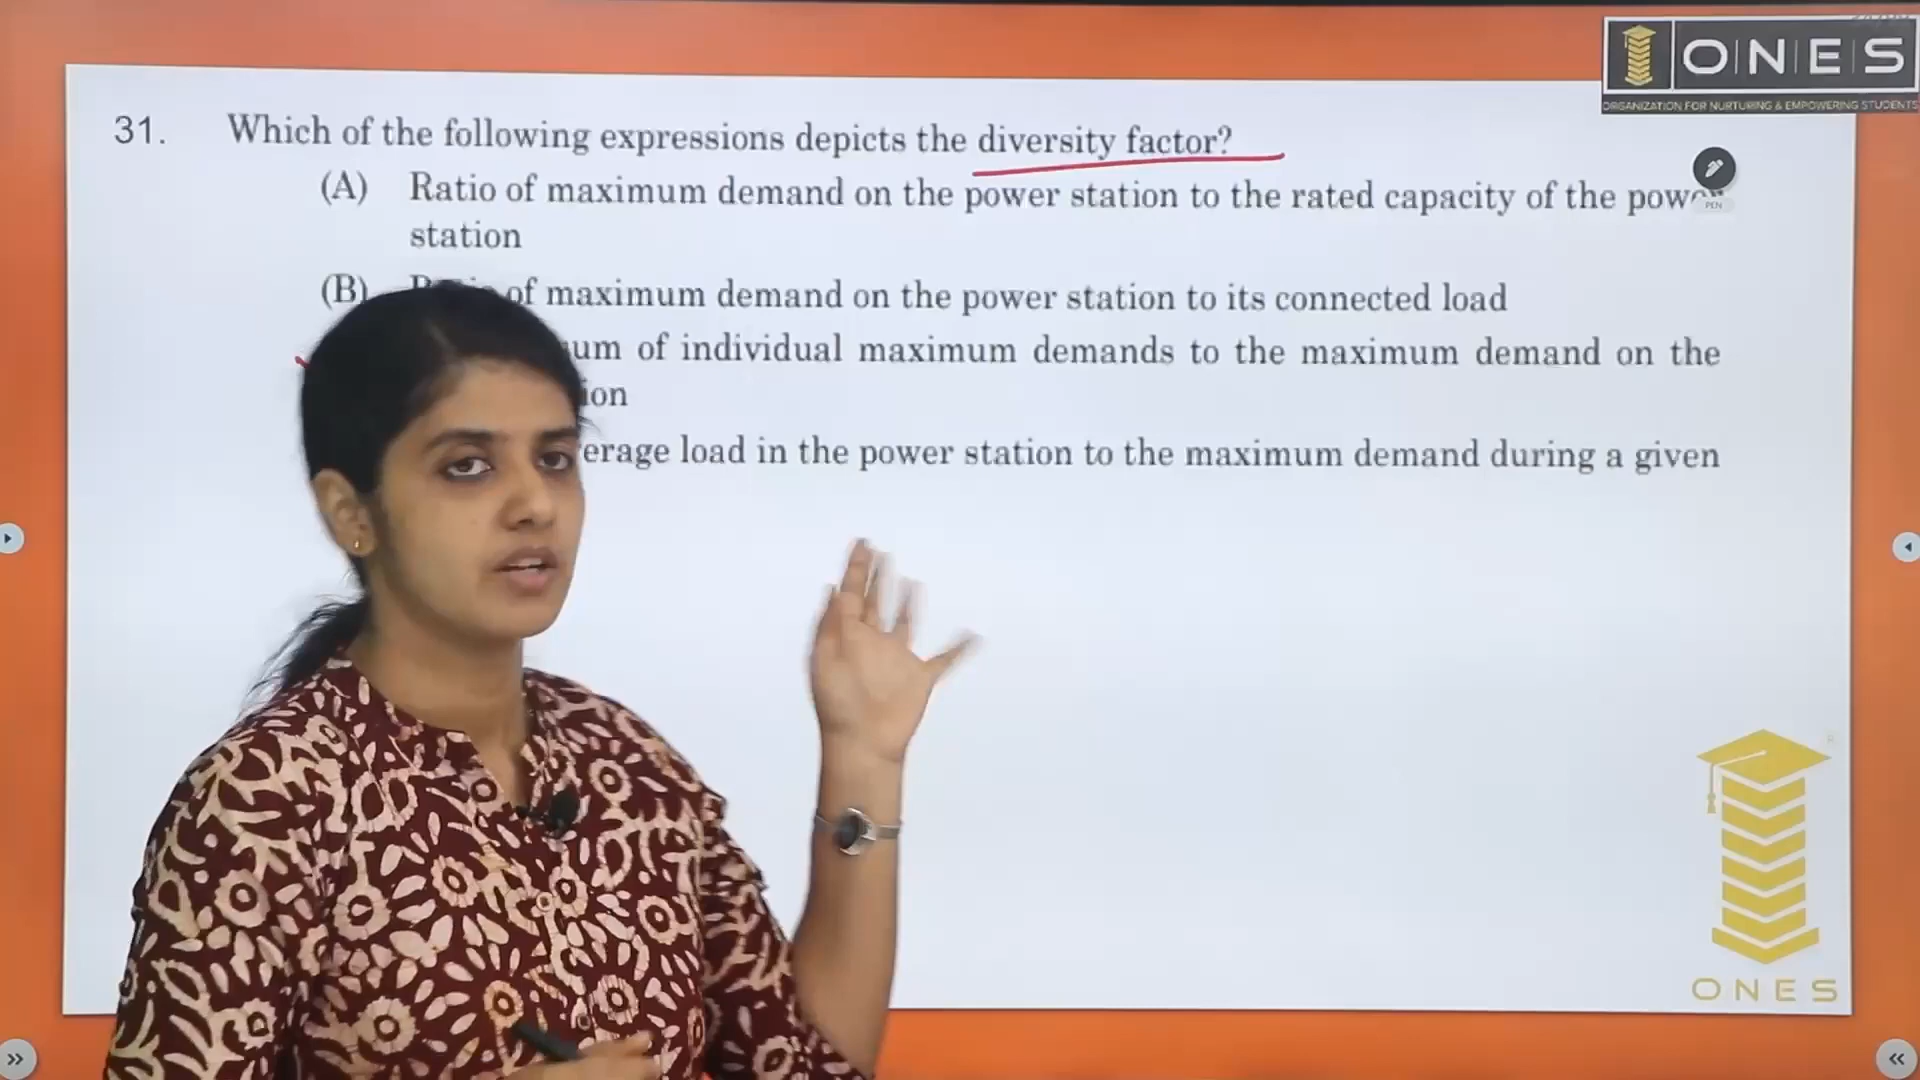 ONES
ORGANIZATION FOR NURTURING & EMPOWERING STUDENTS
31. Which of the following expressions depicts the diversity factor?
(A) Ratio of maximum demand on the power station to the rated capacity of the
PEN
station
(B) of maximum demand on the power station to its connected load
um of individual maximum demands to the maximum demand on the
ion
erage load in the power station to the maximum demand during a given
ONES